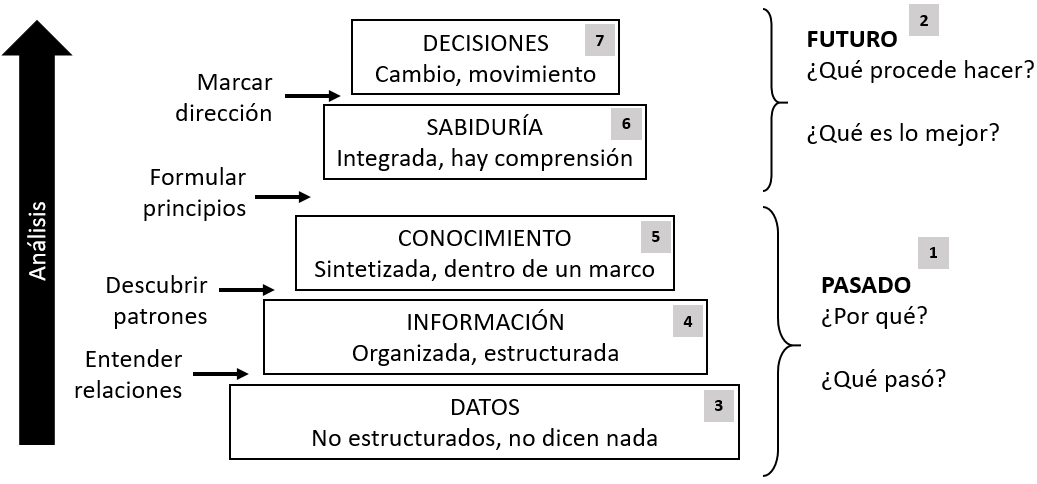 DECISIONES 7
Cambio, movimiento
Marcar
dirección
SABIDURÍA 6
Integrada, hay comprensión
Formular
principios
CONOCIMIENTO 5
Sintetizada, dentro de un marco
Descubrir
patrones
INFORMACIÓN 4
Organizada, estructurada
Entender
relaciones
DATOS 3
No estructurados, no dicen nada
Análisis
FUTURO 2
¿Qué procede hacer?
¿Qué es lo mejor?
PASADO 1
¿Por qué?
¿Qué pasó?